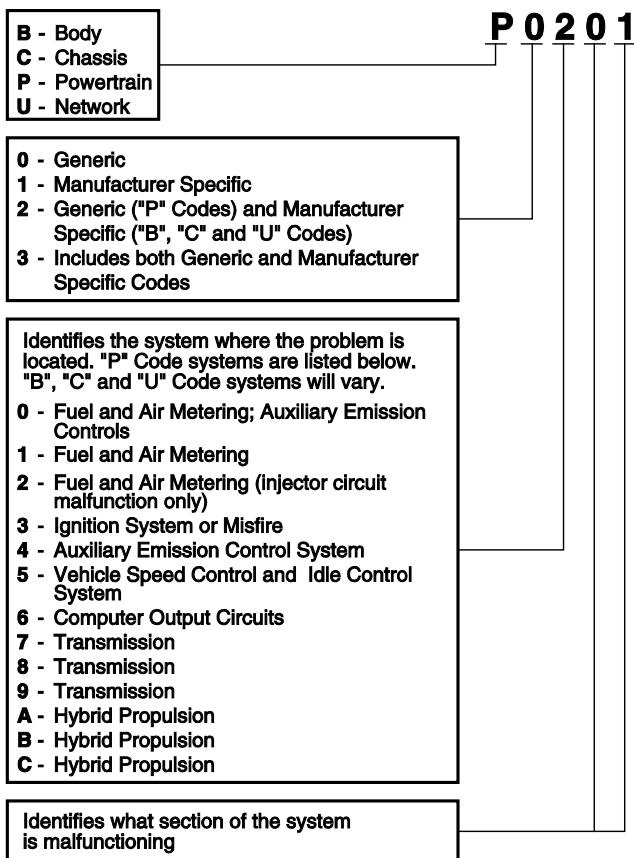 P0201
B - Body
C - Chassis
P - Powertrain
U - Network
0 - Generic
1 - Manufacturer Specific
2 - Generic ("P" Codes) and Manufacturer
Specific ("B", "C" and "U" Codes)
3 - Includes both Generic and Manufacturer
Specific Codes
Identifies the system where the problem is
located. "P" Code systems are listed below.
"B", "C" and "U" Code systems will vary.
0 - Fuel and Air Metering; Auxiliary Emission
Controls
1 - Fuel and Air Metering
2 - Fuel and Air Metering (injector circuit
malfunction only)
3 - Ignition System or Misfire
4 - Auxiliary Emission Control System
5 - Vehicle Speed Control and Idle Control
System
6 - Computer Output Circuits
7 - Transmission
8 - Transmission
9 - Transmission
A - Hybrid Propulsion
B - Hybrid Propulsion
C - Hybrid Propulsion
Identifies what section of the system
is malfunctioning